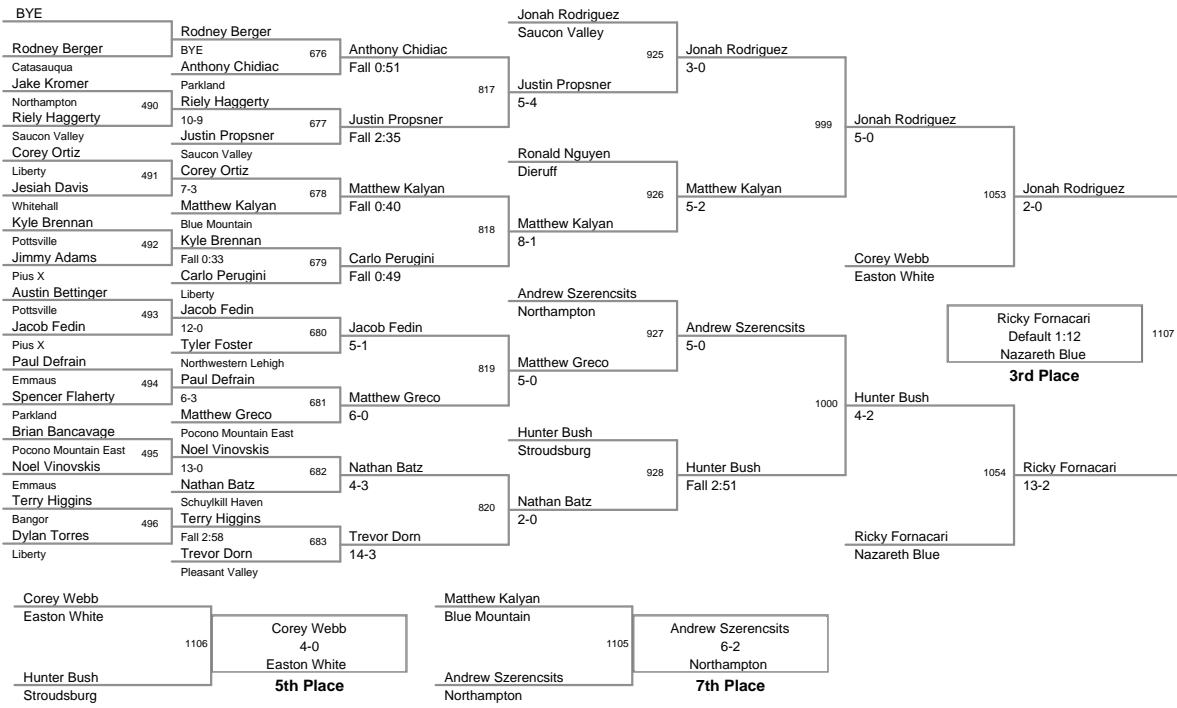 BYE
Rodney Berger
Catasauqua
Jake Kromer
Northampton
490
Riely Haggerty
Saucon Valley
Corey Ortiz
Liberty
491
Jesiah Davis
Whitehall
Kyle Brennan
Pottsville
492
Jimmy Adams
Pius X
Austin Bettinger
Pottsville
493
Jacob Fedin
Pius X
Paul Defrain
Emmaus
494
Spencer Flaherty
Parkland
Brian Bancavage
Pocono Mountain East
495
Noel Vinovskis
Emmaus
Terry Higgins
Bangor
496
Dylan Torres
Liberty
Rodney Berger
BYE
676
Anthony Chidiac
Parkland
Riely Haggerty
10-9
677
Justin Propsner
Saucon Valley
Corey Ortiz
7-3
678
Matthew Kalyan
Blue Mountain
Kyle Brennan
Fall 0:33
679
Carlo Perugini
Liberty
Jacob Fedin
12-0
680
Tyler Foster
Northwestern Lehigh
Paul Defrain
6-3
681
Matthew Greco
Pocono Mountain East
Noel Vinovskis
13-0
682
Nathan Batz
Schuylkill Haven
Terry Higgins
Fall 2:58
683
Trevor Dorn
Pleasant Valley
Anthony Chidiac
Fall 0:51
817
Justin Propsner
Fall 2:35
Matthew Kalyan
Fall 0:40
818
Carlo Perugini
Fall 0:49
Jacob Fedin
5-1
819
Matthew Greco
6-0
Nathan Batz
4-3
820
Trevor Dorn
14-3
Jonah Rodriguez
Saucon Valley
925
Justin Propsner
5-4
Ronald Nguyen
Dieruff
926
Matthew Kalyan
8-1
Andrew Szerencsits
Northampton
927
Matthew Greco
5-0
Hunter Bush
Stroudsburg
928
Nathan Batz
2-0
Jonah Rodriguez
3-0
999
Matthew Kalyan
5-2
Andrew Szerencsits
5-0
1000
Hunter Bush
Fall 2:51
Jonah Rodriguez
5-0
1053
Corey Webb
Easton White
Hunter Bush
4-2
1054
Ricky Fornacari
Nazareth Blue
Jonah Rodriguez
2-0
Ricky Fornacari
Default 1:12
Nazareth Blue
1107
3rd Place
Ricky Fornacari
13-2
Corey Webb
Easton White
1106
Hunter Bush
Stroudsburg
Corey Webb
4-0
Easton White
5th Place
Matthew Kalyan
Blue Mountain
1105
Andrew Szerencsits
Northampton
Andrew Szerencsits
6-2
Northampton
7th Place